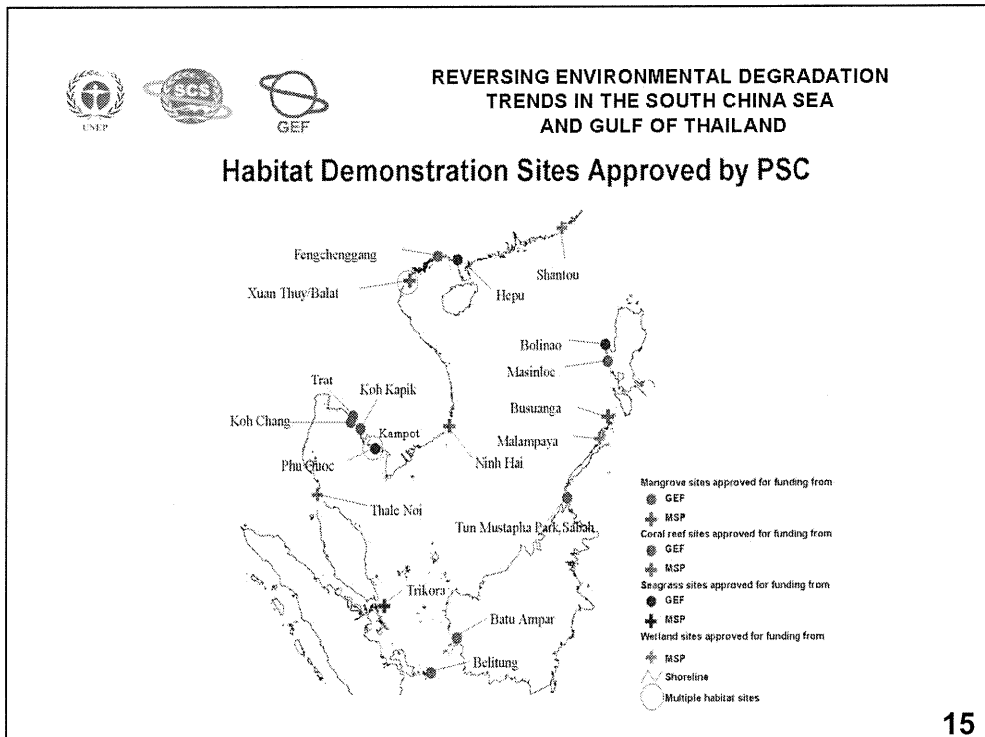 UNEP
SCS
GEF
REVERSING ENVIRONMENTAL DEGRADATION
TRENDS IN THE SOUTH CHINA SEA
AND GULF OF THAILAND
Habitat Demonstration Sites Approved by PSC
Fengchenggang
Shantou
Xuan Thuy/Balat
Hepu
Bolinao
Masinloc
Trat
Koh Kapik
Busuanga
Koh Chang
Kampot
Malampaya
Phu Quoc
Ninh Hai
Thale Noi
Tun Mustapha Park, Sabah
Trikora
Batu Ampar
Belitung
Mangrove sites approved for funding from
GEF
MSP
Coral reef sites approved for funding from
GEF
MSP
Seagrass sites approved for funding from
GEF
MSP
Wetland sites approved for funding from
MSP
Shoreline
Multiple habitat sites
15